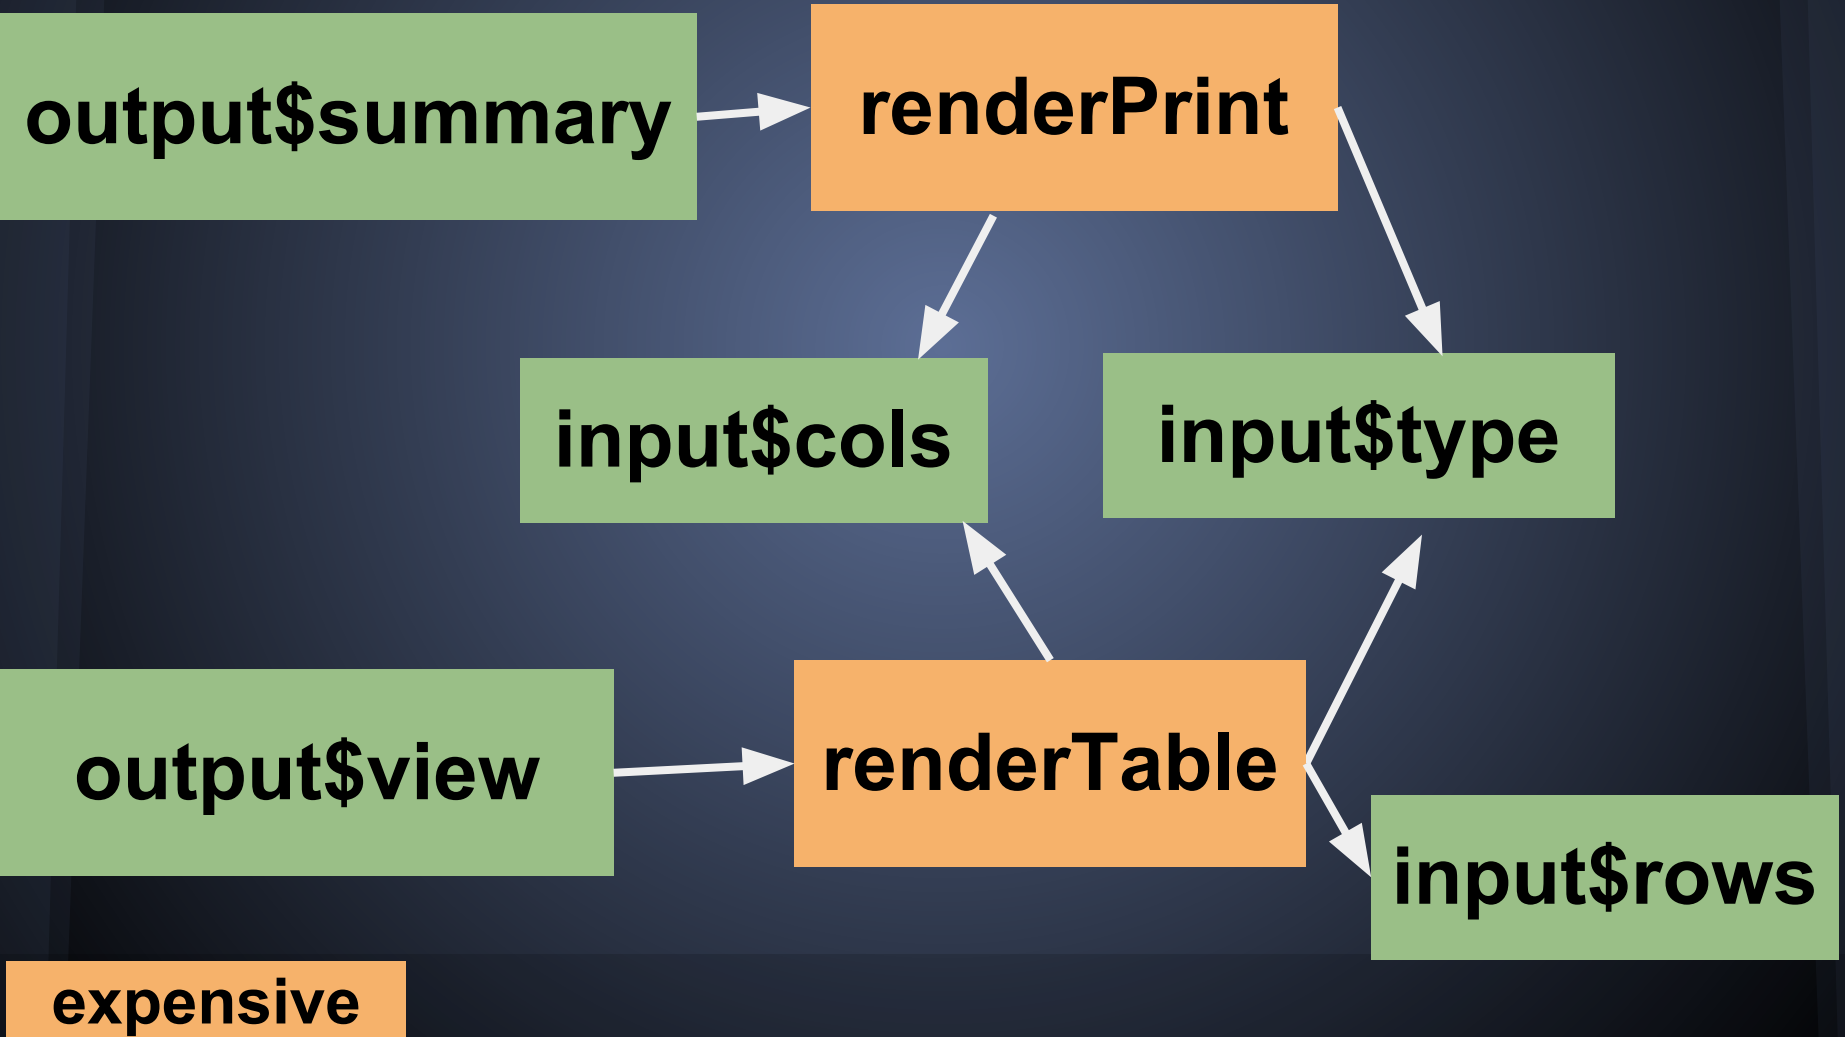 output$summary
renderPrint
input$cols
input$type
output$view
renderTable
input$rows
expensive